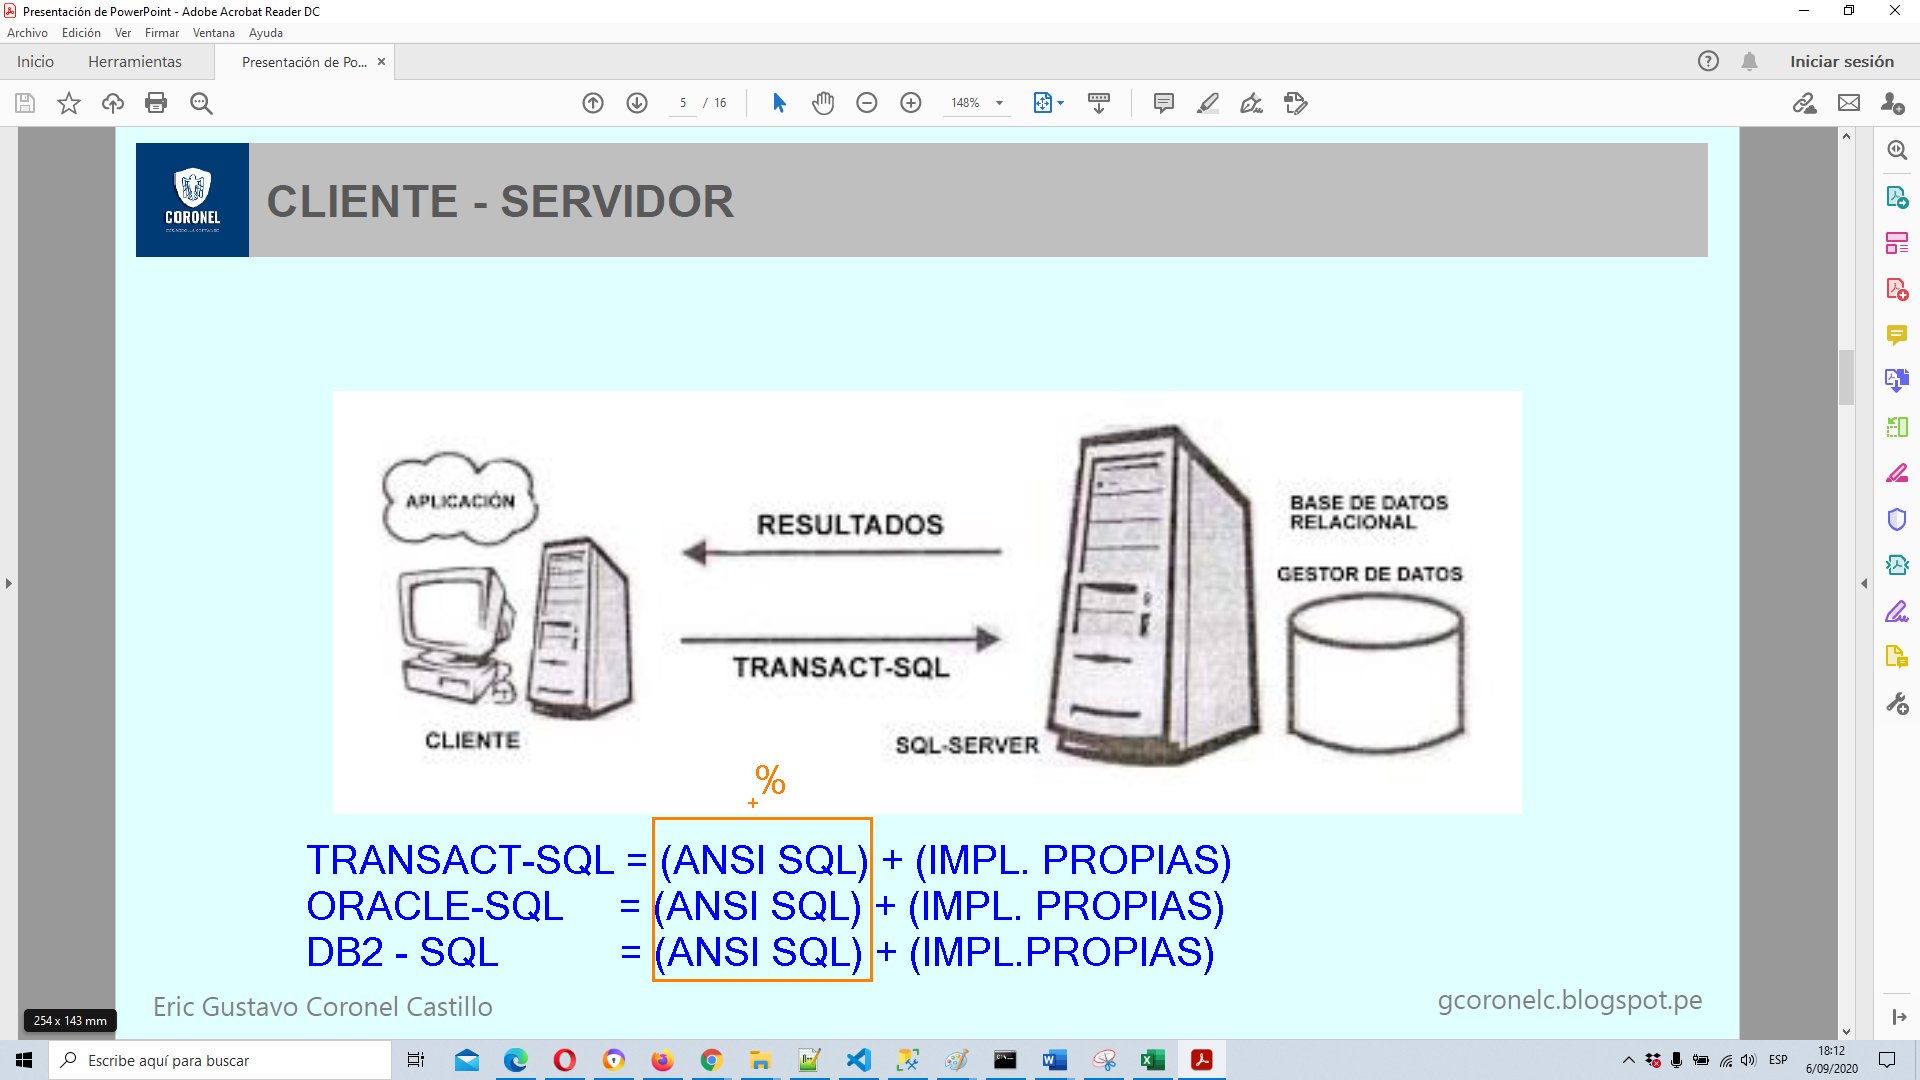 Presentación de PowerPoint - Adobe Acrobat Reader DC
Archivo Edición Ver Firmar Ventana Ayuda
Inicio Herramientas Presentación de Po... Iniciar sesión
5 / 16 148%
CORONEL
CLIENTE - SERVIDOR
APLICACIÓN
RESULTADOS
BASE DE DATOS
RELACIONAL
GESTOR DE DATOS
TRANSACT-SQL
CLIENTE
SQL-SERVER
%
TRANSACT-SQL = (ANSI SQL) + (IMPL. PROPIAS)
ORACLE-SQL = (ANSI SQL) + (IMPL. PROPIAS)
DB2 - SQL = (ANSI SQL) + (IMPL.PROPIAS)
Eric Gustavo Coronel Castillo
gcoronelc.blogspot.pe
254 x 143 mm
Escribe aquí para buscar
ESP
18:12
6/09/2020